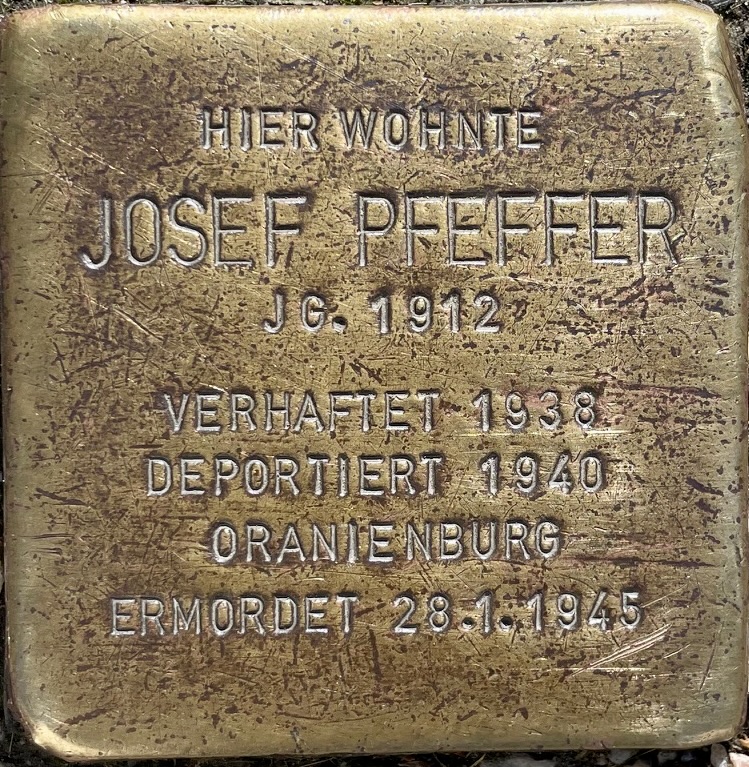 HIER WOHNTE
JOSEF PFEFFER
JG. 1912
VERHAFTET 1938
DEPORTIERT 1940
ORANIENBURG
ERMORDET 28.1.1945